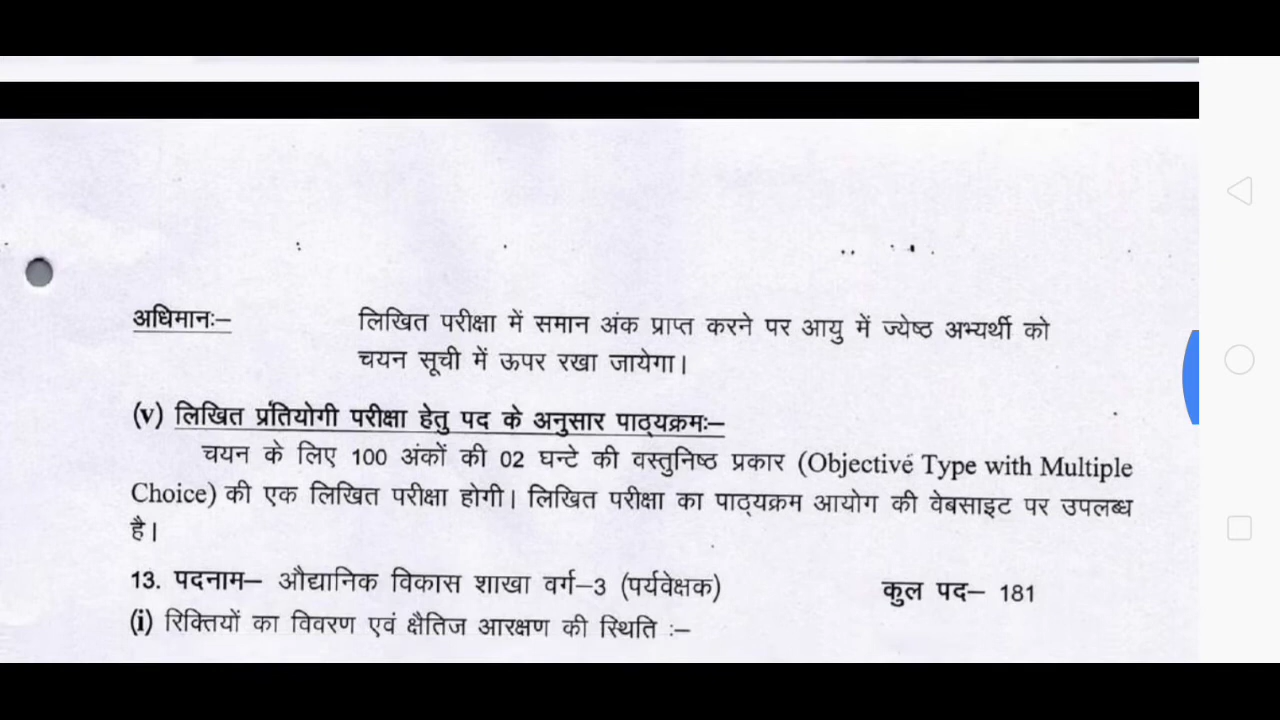 अधिमानः– लिखित परीक्षा में समान अंक प्राप्त करने पर आयु में ज्येष्ठ अभ्यर्थी को
चयन सूची में ऊपर रखा जायेगा।
(v) लिखित प्रतियोगी परीक्षा हेतु पद के अनुसार पाठ्यक्रमः–
चयन के लिए 100 अंकों की 02 घन्टे की वस्तुनिष्ठ प्रकार (Objective Type with Multiple
Choice) की एक लिखित परीक्षा होगी। लिखित परीक्षा का पाठ्यक्रम आयोग की वेबसाइट पर उपलब्ध
है।
13. पदनाम– औद्यानिक विकास शाखा वर्ग–3 (पर्यवेक्षक) कुल पद– 181
(i) रिक्तियों का विवरण एवं क्षैतिज आरक्षण की स्थिति :–